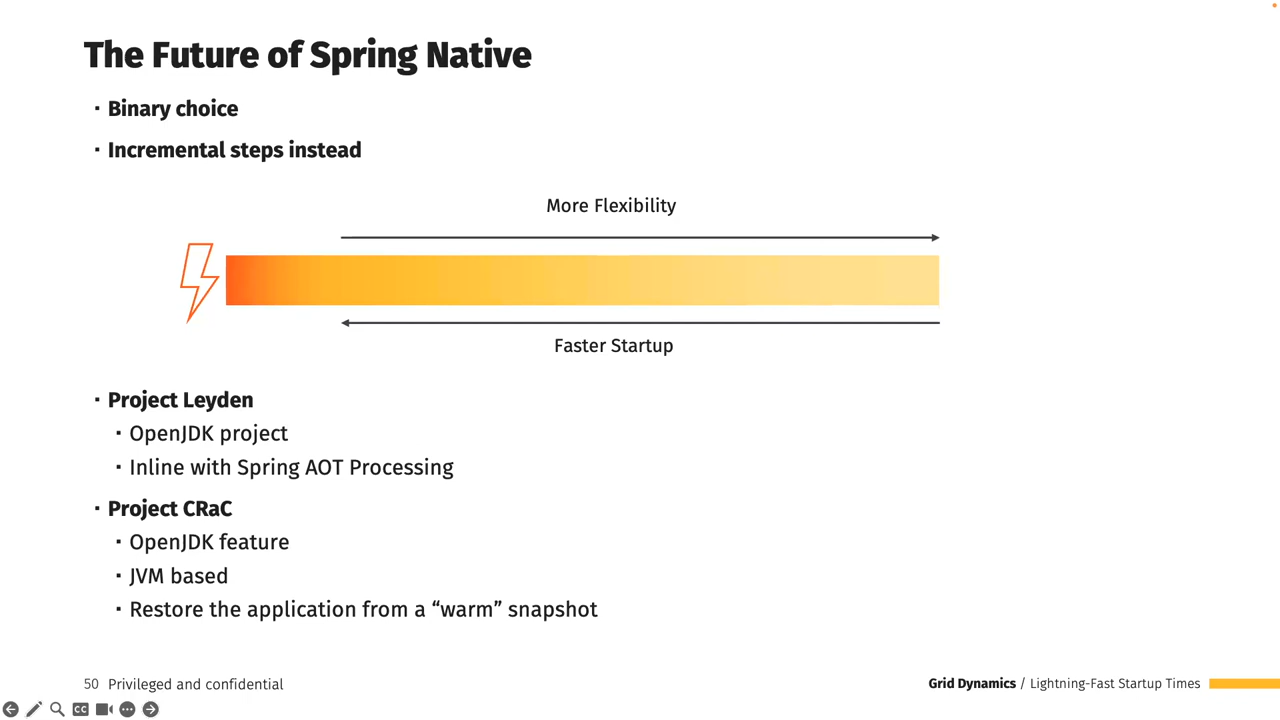 The Future of Spring Native
▪ Binary choice
▪ Incremental steps instead
More Flexibility
Faster Startup
▪ Project Leyden
▪ OpenJDK project
▪ Inline with Spring AOT Processing
▪ Project CRaC
▪ OpenJDK feature
▪ JVM based
▪ Restore the application from a “warm” snapshot
50 Privileged and confidential
Grid Dynamics / Lightning-Fast Startup Times
CC